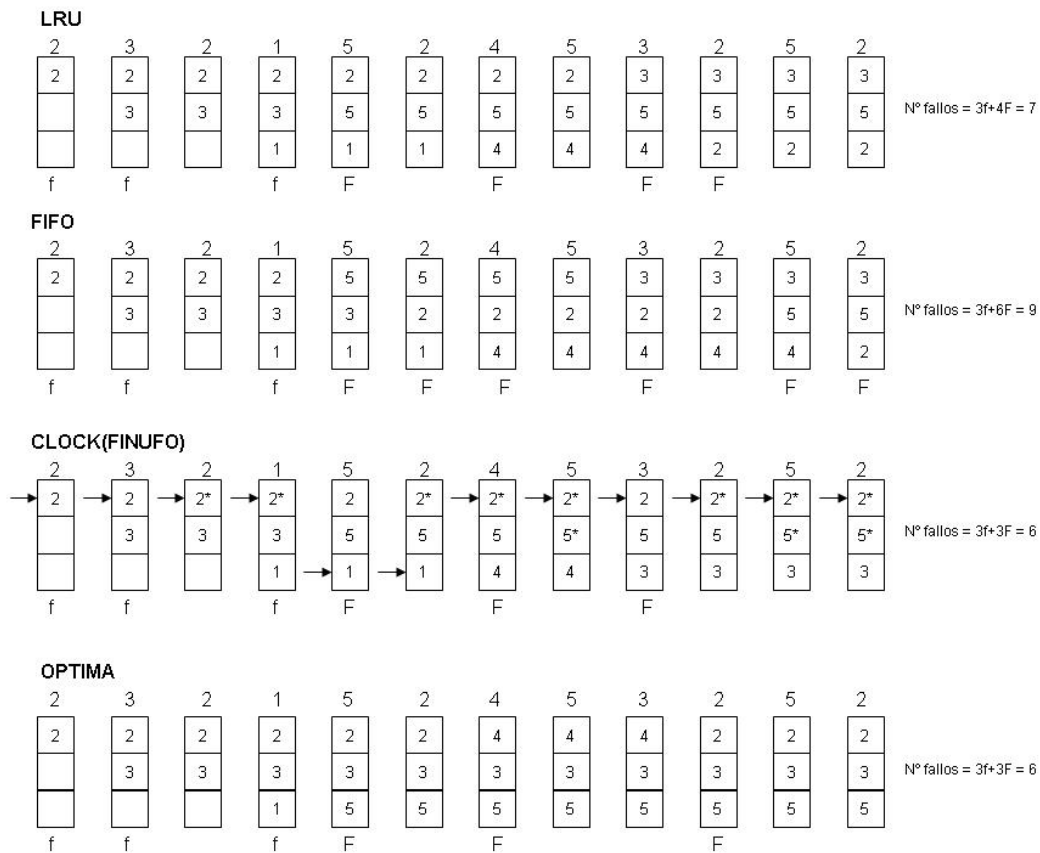 LRU
2 3 2 1 5 2 4 5 3 2 5 2
2 2 2 2 2 2 2 2 3 3 3 3
3 3 3 5 5 5 5 5 5 5 5
1 1 1 4 4 4 2 2 2
Nº fallos = 3f+4F = 7
f f f F F F F
FIFO
2 3 2 1 5 2 4 5 3 2 5 2
2 2 2 2 5 5 5 5 3 3 3 3
3 3 3 3 2 2 2 2 2 5 5
1 1 1 4 4 4 4 4 2
Nº fallos = 3f+6F = 9
f f f F F F F F F
CLOCK(FINUFO)
2 3 2 1 5 2 4 5 3 2 5 2
2 2 2* 2* 2 2* 2* 2* 2 2* 2* 2*
3 3 3 5 5 5 5* 5 5 5* 5*
1 1 1 4 4 3 3 3 3
Nº fallos = 3f+3F = 6
f f f F F F
OPTIMA
2 3 2 1 5 2 4 5 3 2 5 2
2 2 2 2 2 2 4 4 4 2 2 2
3 3 3 3 3 3 3 3 3 3 3
1 5 5 5 5 5 5 5 5
Nº fallos = 3f+3F = 6
f f f F F F